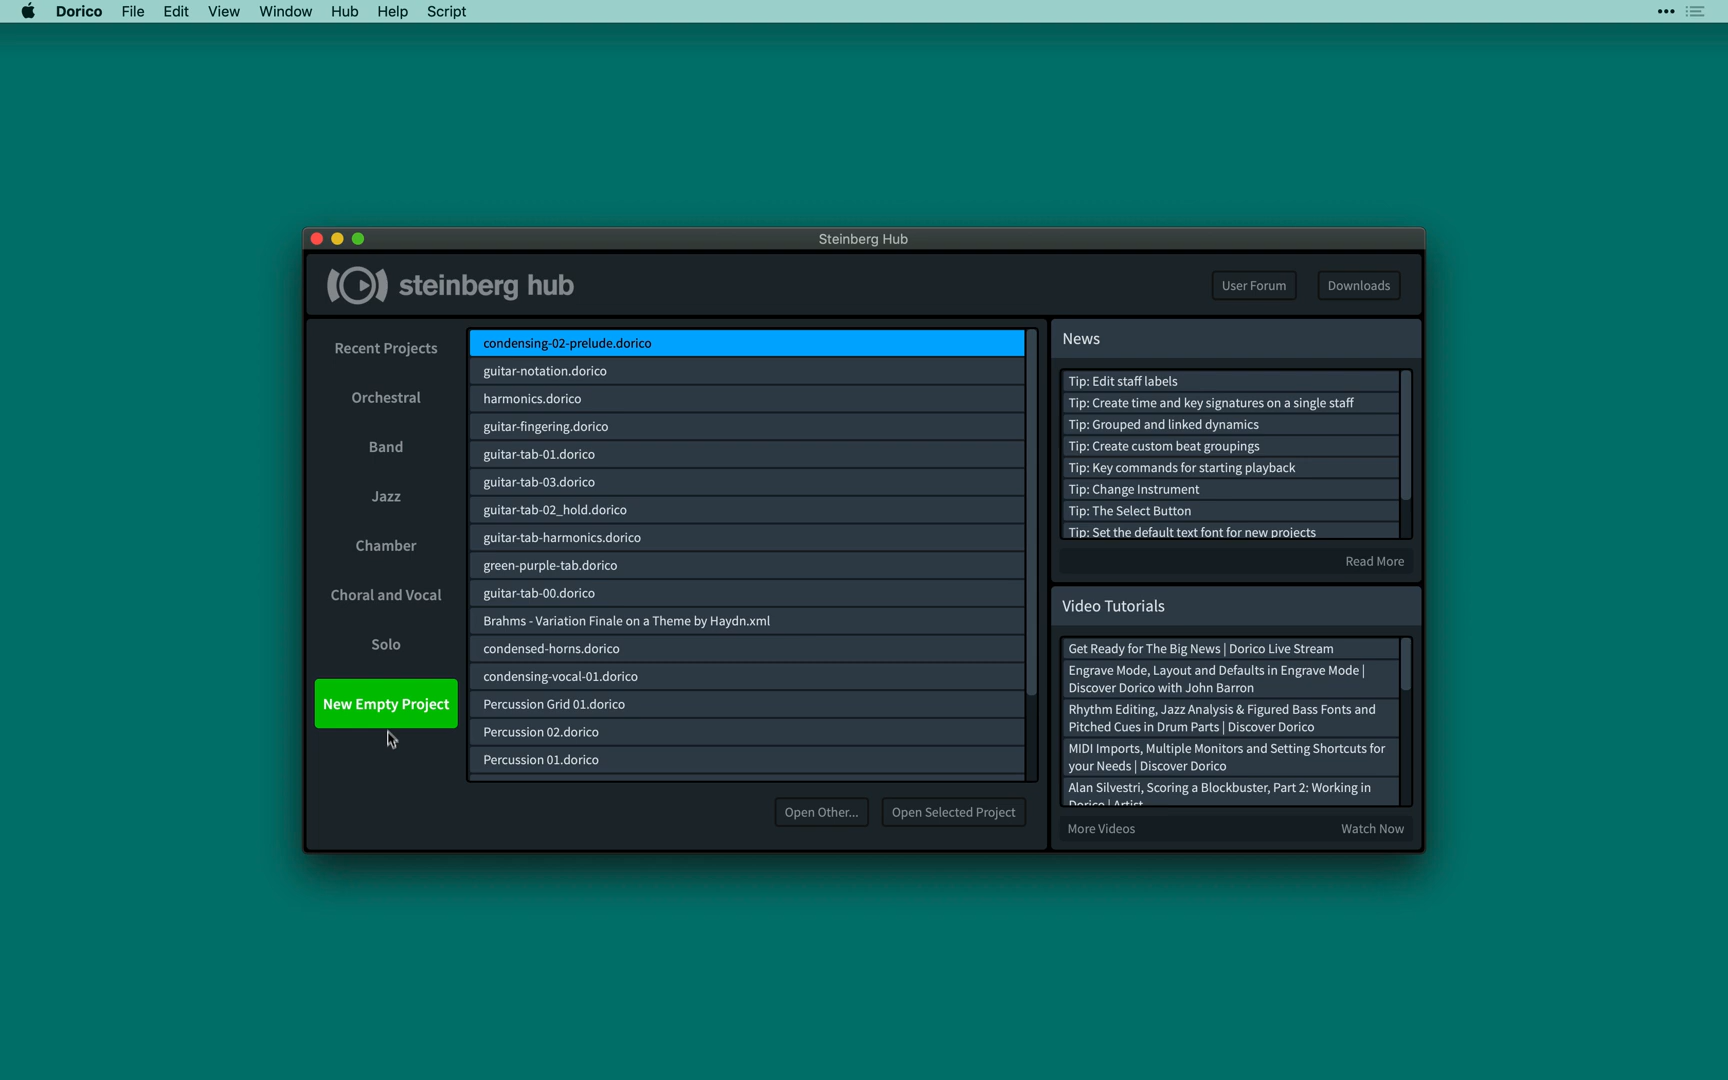 Dorico File Edit View Window Hub Help Script
Steinberg Hub
steinberg hub
User Forum
Downloads
Recent Projects
Orchestral
Band
Jazz
Chamber
Choral and Vocal
Solo
New Empty Project
condensing-02-prelude.dorico
guitar-notation.dorico
harmonics.dorico
guitar-fingering.dorico
guitar-tab-01.dorico
guitar-tab-03.dorico
guitar-tab-02_hold.dorico
guitar-tab-harmonics.dorico
green-purple-tab.dorico
guitar-tab-00.dorico
Brahms - Variation Finale on a Theme by Haydn.xml
condensed-horns.dorico
condensing-vocal-01.dorico
Percussion Grid 01.dorico
Percussion 02.dorico
Percussion 01.dorico
Open Other...
Open Selected Project
News
Tip: Edit staff labels
Tip: Create time and key signatures on a single staff
Tip: Grouped and linked dynamics
Tip: Create custom beat groupings
Tip: Key commands for starting playback
Tip: Change Instrument
Tip: The Select Button
Tip: Set the default text font for new projects
Read More
Video Tutorials
Get Ready for The Big News | Dorico Live Stream
Engrave Mode, Layout and Defaults in Engrave Mode |
Discover Dorico with John Barron
Rhythm Editing, Jazz Analysis & Figured Bass Fonts and
Pitched Cues in Drum Parts | Discover Dorico
MIDI Imports, Multiple Monitors and Setting Shortcuts for
your Needs | Discover Dorico
Alan Silvestri, Scoring a Blockbuster, Part 2: Working in
Dorico | Artist
More Videos
Watch Now